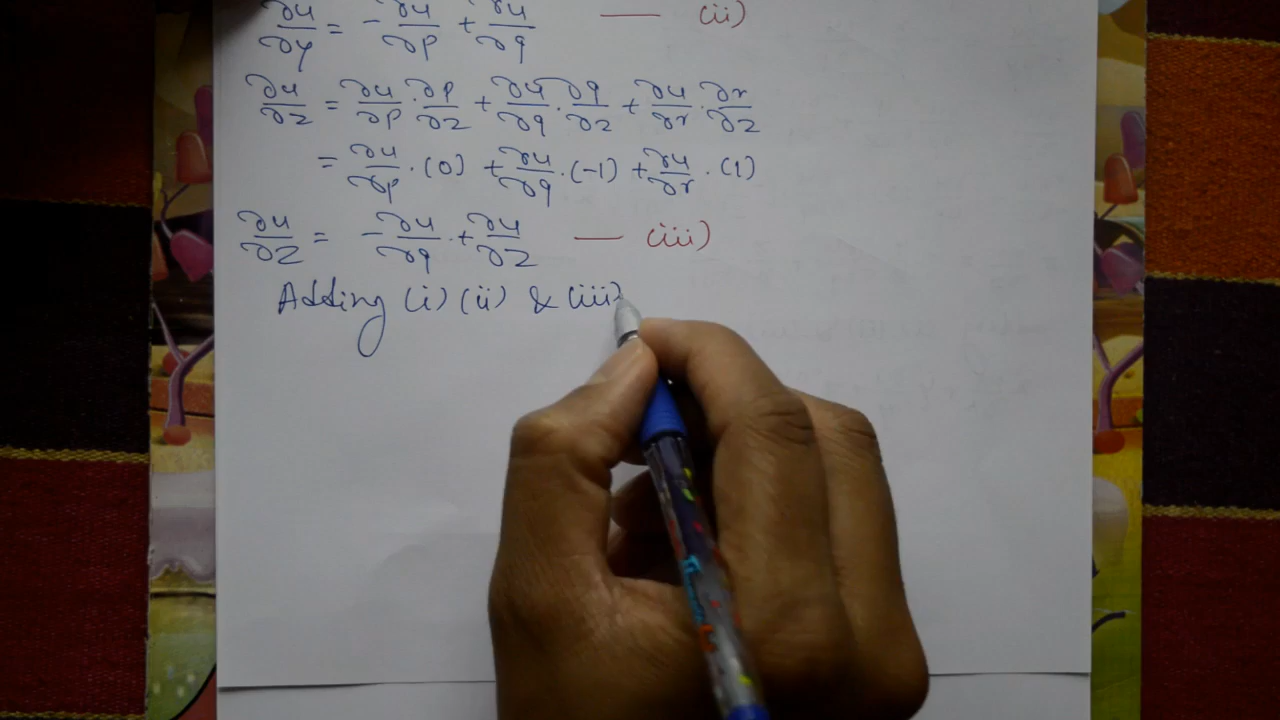 ∂u/∂y = -∂u/∂p + ∂u/∂q — (ii)
∂u/∂z = ∂u/∂p · ∂p/∂z + ∂u/∂q · ∂q/∂z + ∂u/∂r · ∂r/∂z
= ∂u/∂p · (0) + ∂u/∂q · (-1) + ∂u/∂r · (1)
∂u/∂z = -∂u/∂q · + ∂u/∂z — (iii)
Adding (i) (ii) & (iii)